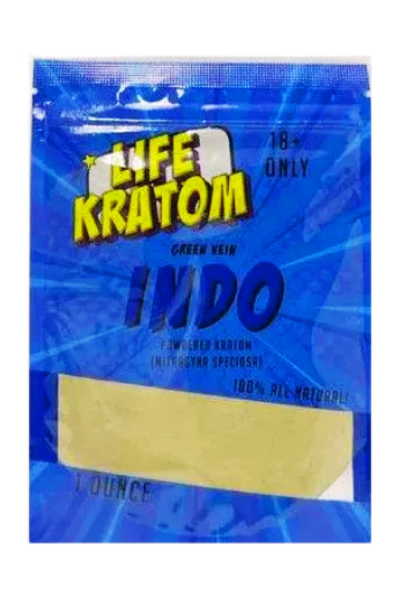 LIFE
KRATOM
18+
ONLY
GREEN VEIN
INDO
POWDERED KRATOM
(MITRAGYNA SPECIOSA)
100% ALL NATURAL
1 OUNCE